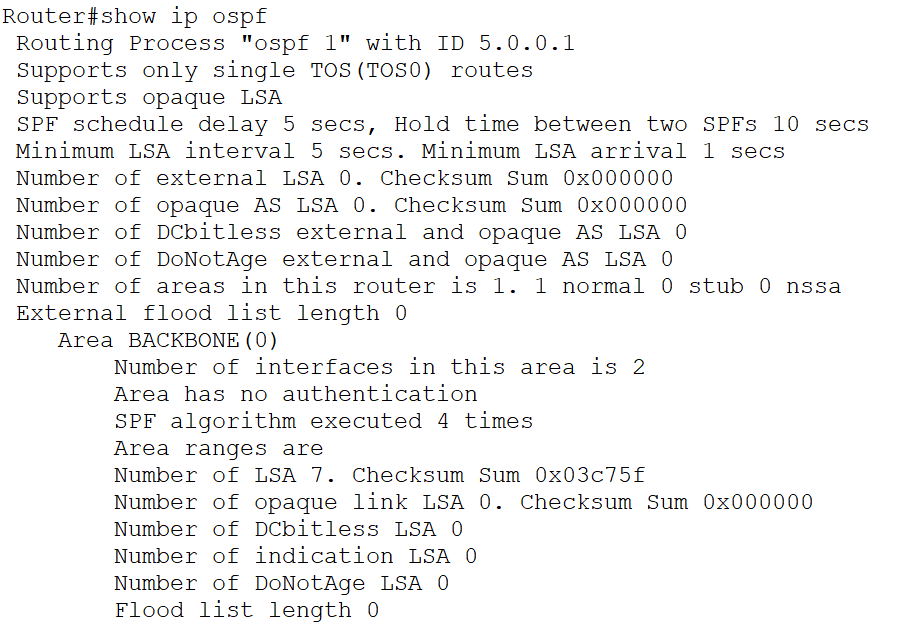 Router#show ip ospf
Routing Process "ospf 1" with ID 5.0.0.1
Supports only single TOS(TOS0) routes
Supports opaque LSA
SPF schedule delay 5 secs, Hold time between two SPFs 10 secs
Minimum LSA interval 5 secs. Minimum LSA arrival 1 secs
Number of external LSA 0. Checksum Sum 0x000000
Number of opaque AS LSA 0. Checksum Sum 0x000000
Number of DCbitless external and opaque AS LSA 0
Number of DoNotAge external and opaque AS LSA 0
Number of areas in this router is 1. 1 normal 0 stub 0 nssa
External flood list length 0
Area BACKBONE(0)
Number of interfaces in this area is 2
Area has no authentication
SPF algorithm executed 4 times
Area ranges are
Number of LSA 7. Checksum Sum 0x03c75f
Number of opaque link LSA 0. Checksum Sum 0x000000
Number of DCbitless LSA 0
Number of indication LSA 0
Number of DoNotAge LSA 0
Flood list length 0